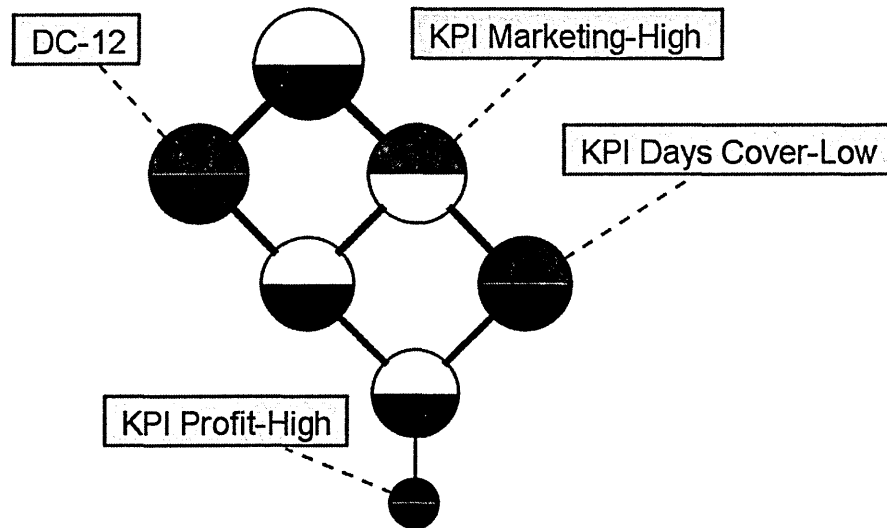 DC-12
KPI Marketing-High
KPI Days Cover-Low
KPI Profit-High